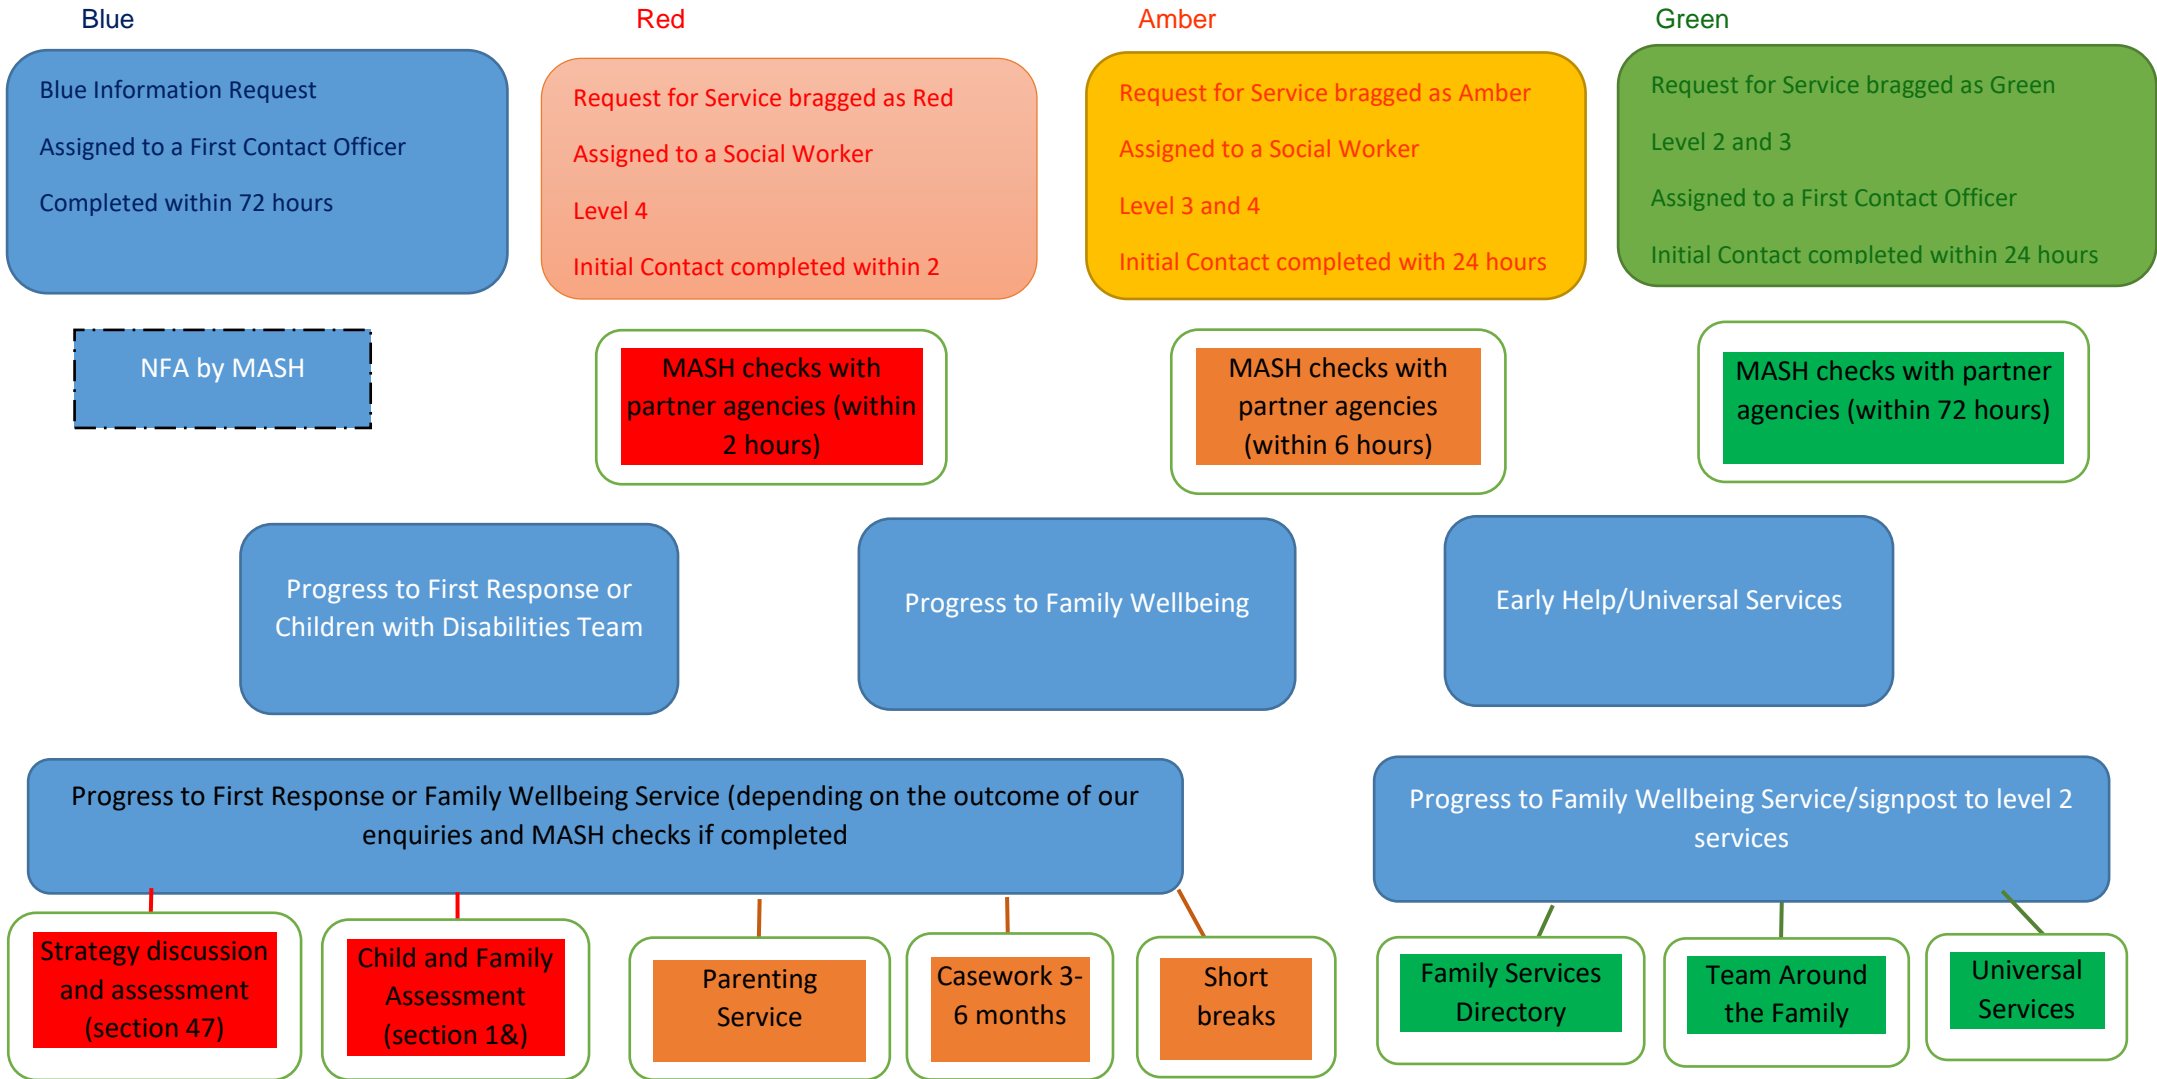 Blue
Red
Amber
Green
Blue Information Request
Assigned to a First Contact Officer
Completed within 72 hours
Request for Service bragged as Red
Assigned to a Social Worker
Level 4
Initial Contact completed within 2
Request for Service bragged as Amber
Assigned to a Social Worker
Level 3 and 4
Initial Contact completed with 24 hours
Request for Service bragged as Green
Level 2 and 3
Assigned to a First Contact Officer
Initial Contact completed within 24 hours
NFA by MASH
MASH checks with
partner agencies (within
2 hours)
MASH checks with
partner agencies
(within 6 hours)
MASH checks with partner
agencies (within 72 hours)
Progress to First Response or
Children with Disabilities Team
Progress to Family Wellbeing
Early Help/Universal Services
Progress to First Response or Family Wellbeing Service (depending on the outcome of our
enquiries and MASH checks if completed
Progress to Family Wellbeing Service/signpost to level 2
services
Strategy discussion
and assessment
(section 47)
Child and Family
Assessment
(section 1&)
Parenting
Service
Casework 3-
6 months
Short
breaks
Family Services
Directory
Team Around
the Family
Universal
Services